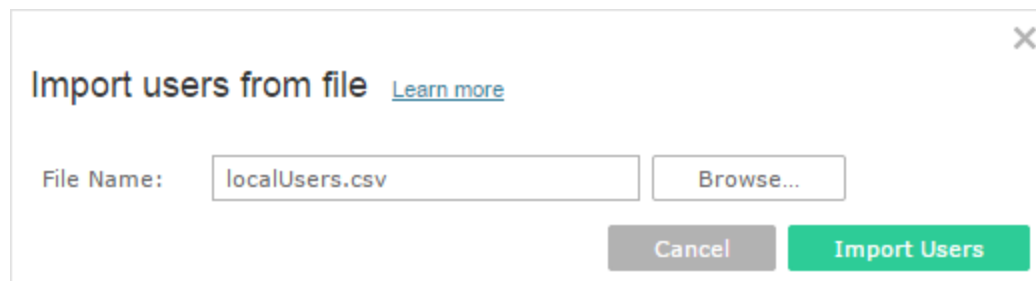 Import users from file Learn more
File Name: localUsers.csv Browse...
Cancel Import Users